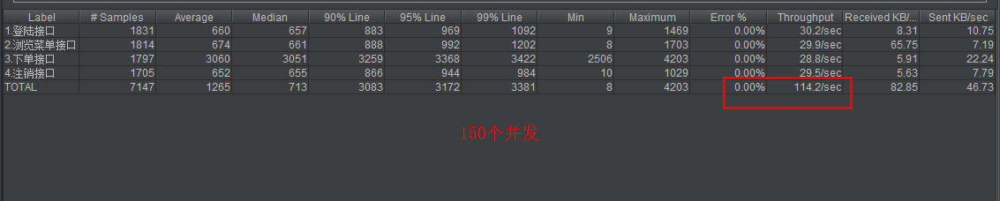 Label # Samples Average Median 90% Line 95% Line 99% Line Min Maximum Error % Throughput Received KB/... Sent KB/sec
1.登陆接口 1831 660 657 883 969 1092 9 1469 0.00% 30.2/sec 8.31 10.75
2.浏览菜单接口 1814 674 661 888 992 1202 8 1703 0.00% 29.9/sec 65.75 7.19
3.下单接口 1797 3060 3051 3259 3368 3422 2506 4203 0.00% 28.8/sec 5.91 22.24
4.注销接口 1705 652 655 866 944 984 10 1029 0.00% 29.5/sec 5.63 7.79
TOTAL 7147 1265 713 3083 3172 3381 8 4203 0.00% 114.2/sec 82.85 46.73
150个并发